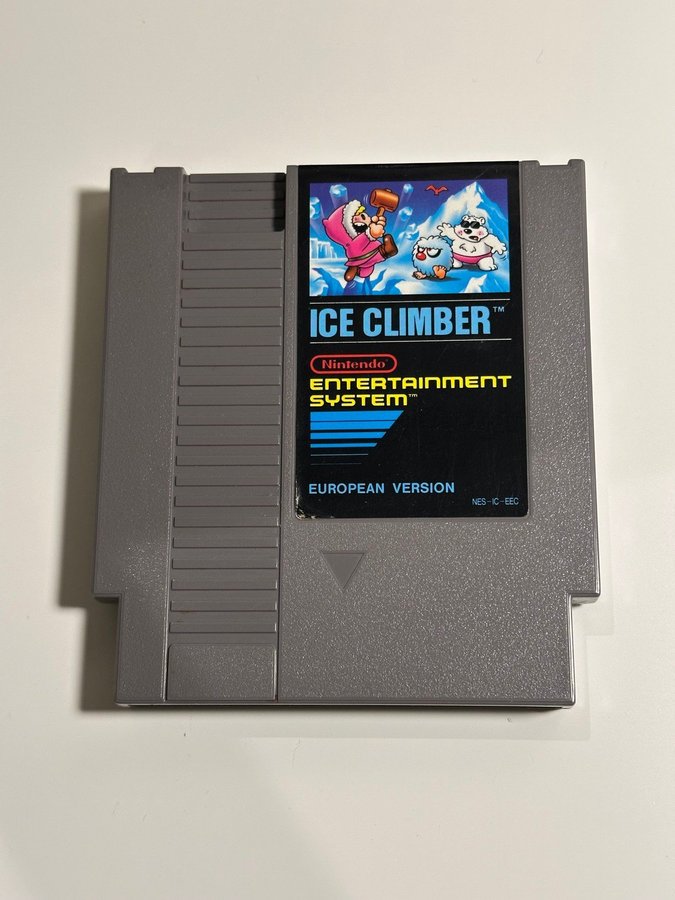 ICE CLIMBER™
Nintendo®
ENTERTAINMENT
SYSTEM™
EUROPEAN VERSION
NES-IC-EEC